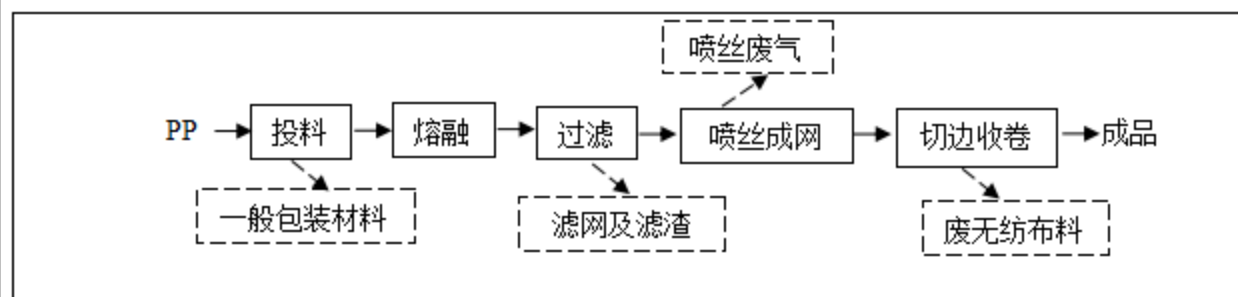 喷丝废气
PP
投料
熔融
过滤
喷丝成网
切边收卷
成品
一般包装材料
滤网及滤渣
废无纺布料